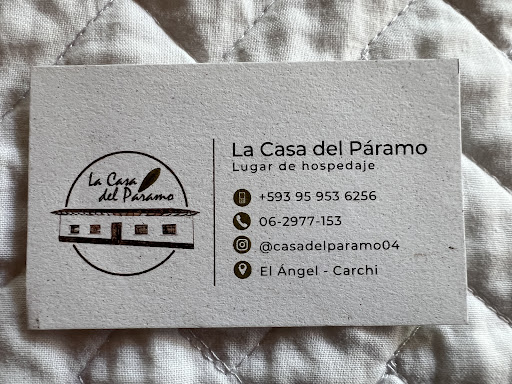 La Casa
del Páramo
La Casa del Páramo
Lugar de hospedaje
+593 95 953 6256
06-2977-153
@casadelparamo04
El Ángel - Carchi